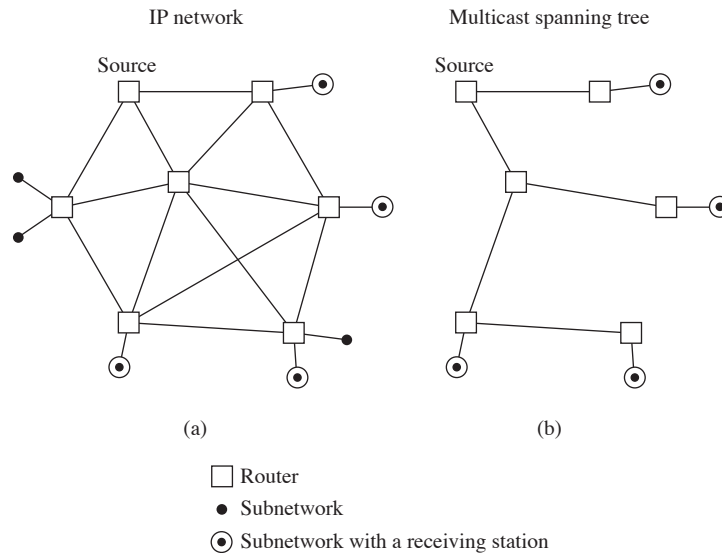 IP network
Multicast spanning tree
Source
Source
(a)
(b)
Router
Subnetwork
Subnetwork with a receiving station